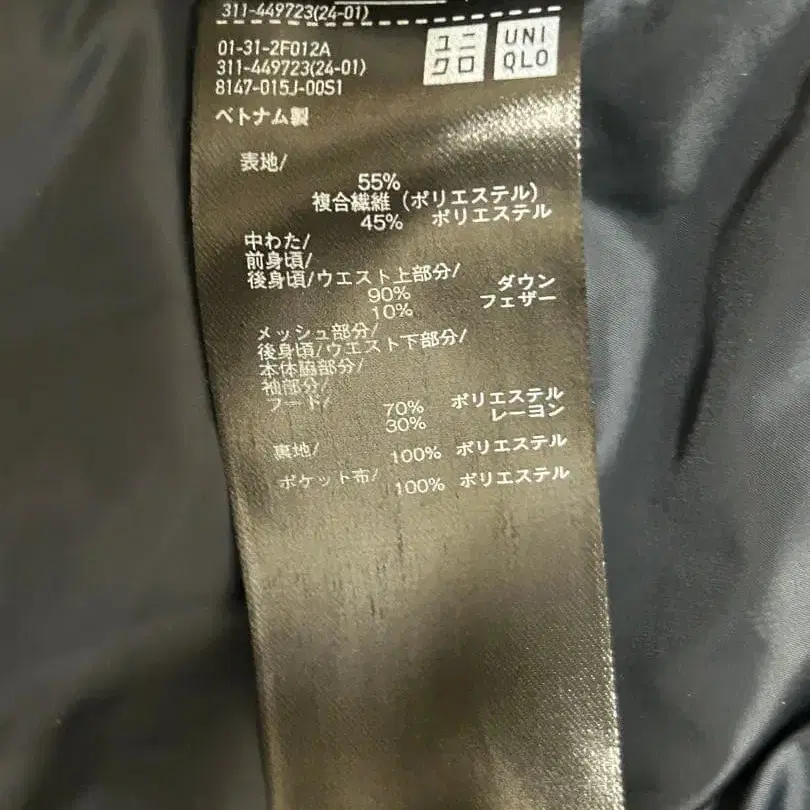 311-449723(24-01)
ユニクロ
UNIQLO
01-31-2F012A
311-449723(24-01)
8147-015J-00S1
ベトナム製
表地/
55%
複合繊維(ポリエステル)
45% ポリエステル
中わた/
前身頃/
後身頃/ウエスト上部分/
90% ダウン
10% フェザー
メッシュ部分/
後身頃/ウエスト下部分/
本体脇部分/
袖部分/
フード/
70% ポリエステル
30% レーヨン
裏地/
100% ポリエステル
ポケット布/
100% ポリエステル